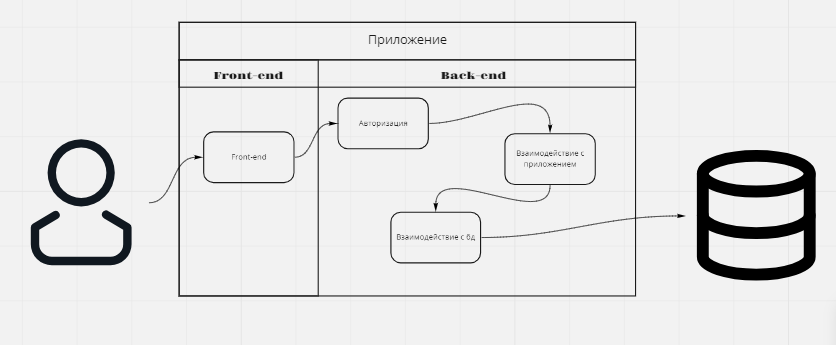 Приложение
Front-end
Back-end
Авторизация
Front-end
Взаимодействие с
приложением
Взаимодействие с бд